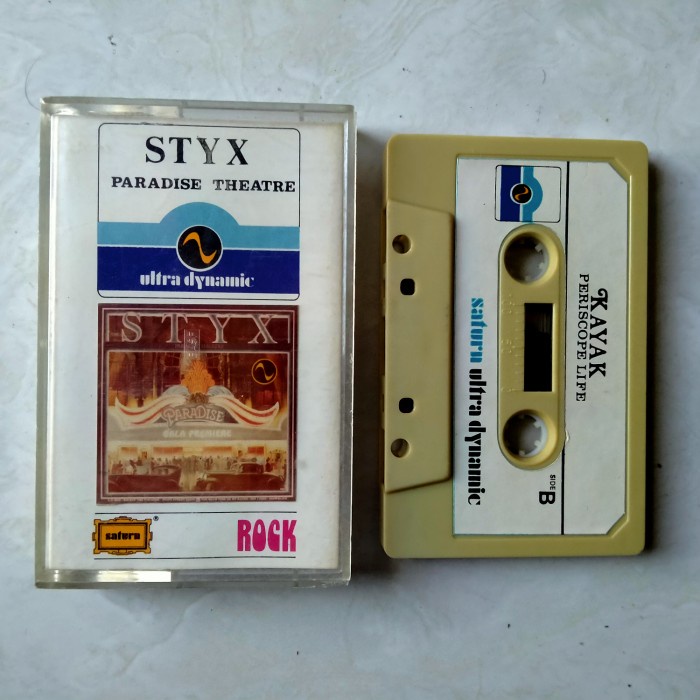 STYX
PARADISE THEATRE
ultra dynamic
STYX
PARADISE
GALA PREMIERE
saturn
®
ROCK
KAYAK
PERISCOPE LIFE
SIDE
B
saturn ultra dynamic